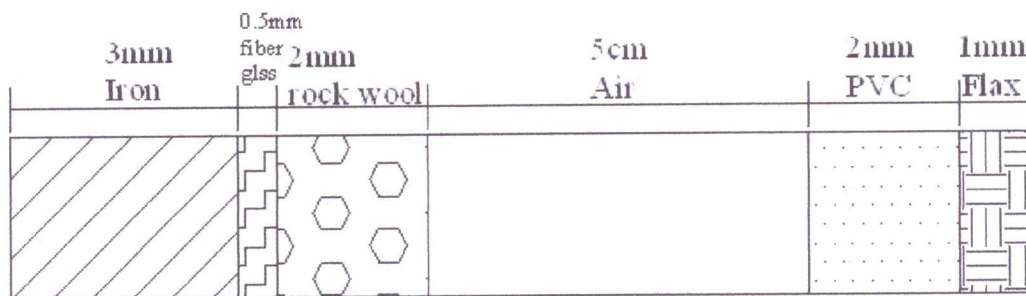 3mm
Iron
0.5mm
fiber
glss
2mm
rock wool
5cm
Air
2mm
PVC
1mm
Flax